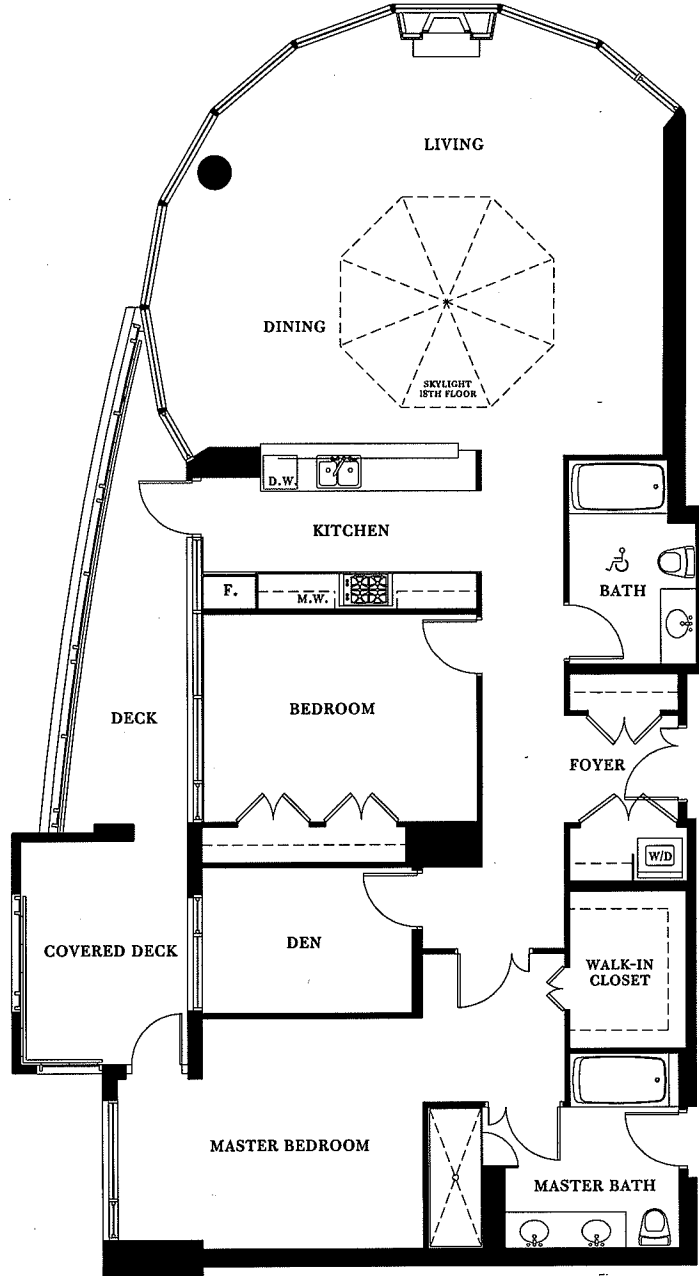 LIVING
DINING
SKYLIGHT
18TH FLOOR
D.W.
KITCHEN
F.
M.W.
BATH
DECK
BEDROOM
FOYER
W/D
COVERED DECK
DEN
WALK-IN
CLOSET
MASTER BEDROOM
MASTER BATH